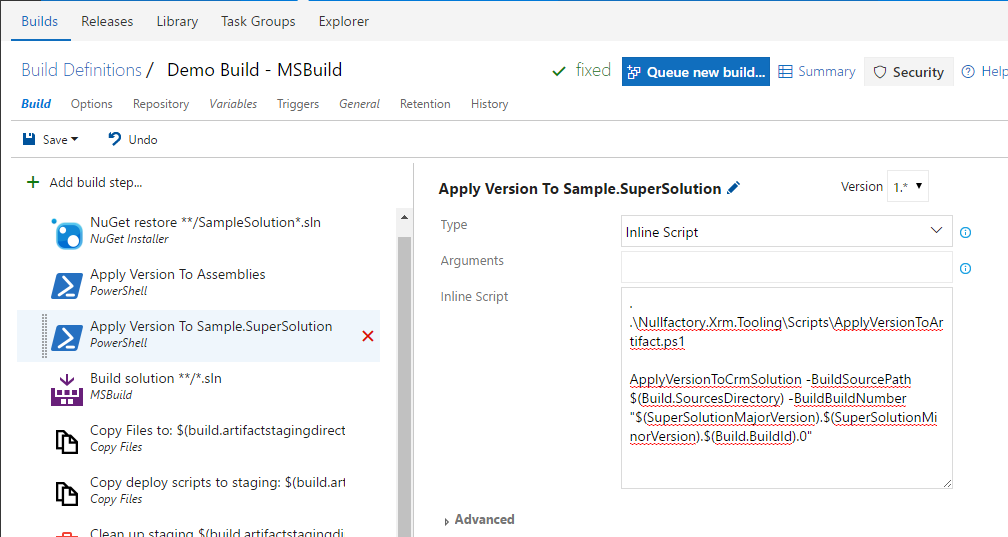 Builds Releases Library Task Groups Explorer
Build Definitions / Demo Build - MSBuild fixed Queue new build... Summary Security Help
Build Options Repository Variables Triggers General Retention History
Save Undo
Add build step...
NuGet restore **/SampleSolution*.sln
NuGet Installer
Apply Version To Assemblies
PowerShell
Apply Version To Sample.SuperSolution
PowerShell
Build solution **/*.sln
MSBuild
Copy Files to: $(build.artifactstagingdirect
Copy Files
Copy deploy scripts to staging: $(build.art
Copy Files
Clean up staging $(build.artifactstagingdi
Apply Version To Sample.SuperSolution Version 1.*
Type Inline Script
Arguments
Inline Script
.
.\Nullfactory.Xrm.Tooling\Scripts\ApplyVersionToAr
tifact.ps1
ApplyVersionToCrmSolution -BuildSourcePath
$(Build.SourcesDirectory) -BuildBuildNumber
"$(SuperSolutionMajorVersion).$(SuperSolutionMi
norVersion).$(Build.BuildId).0"
Advanced